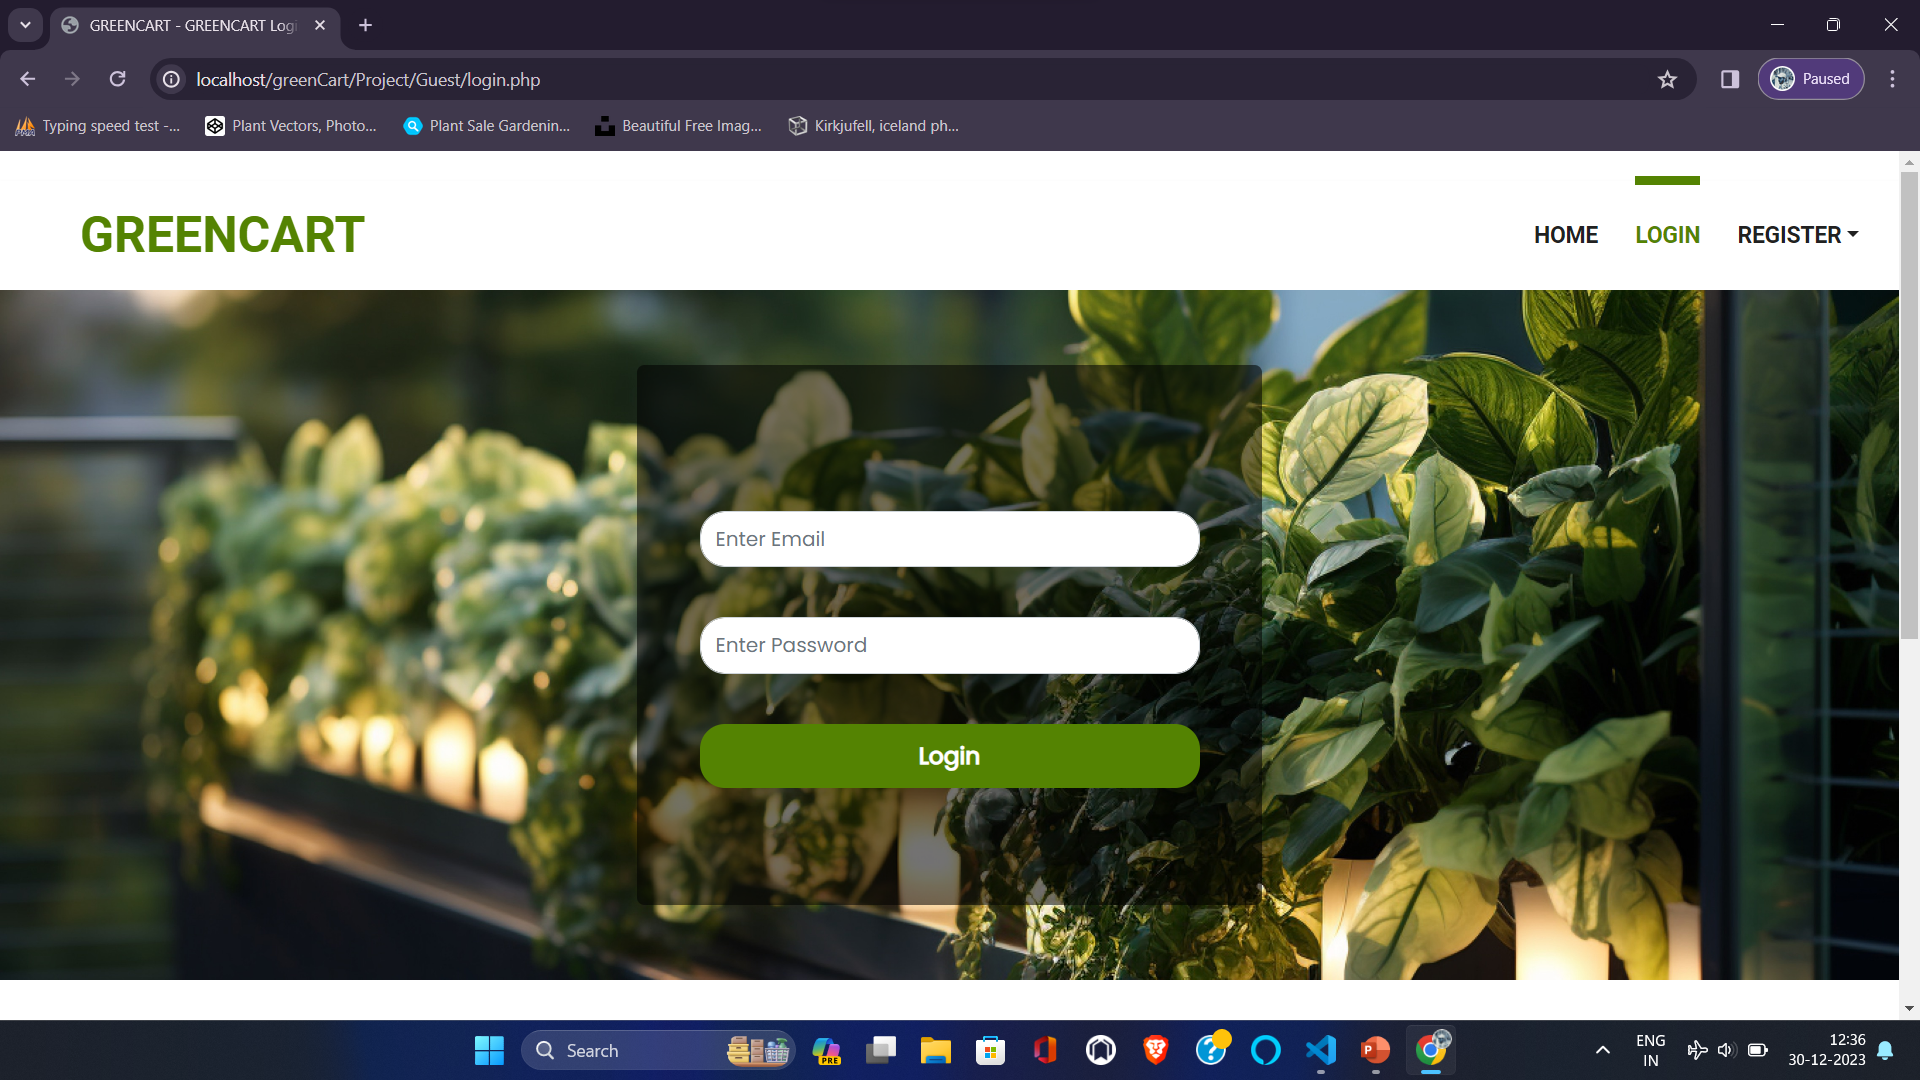 GREENCART - GREENCART Logi
localhost/greenCart/Project/Guest/login.php
Paused
Typing speed test -...
Plant Vectors, Photo...
Plant Sale Gardenin...
Beautiful Free Imag...
Kirkjufell, iceland ph...
GREENCART
HOME
LOGIN
REGISTER
Enter Email
Enter Password
Login
Search
PRE
ENG
IN
12:36
30-12-2023